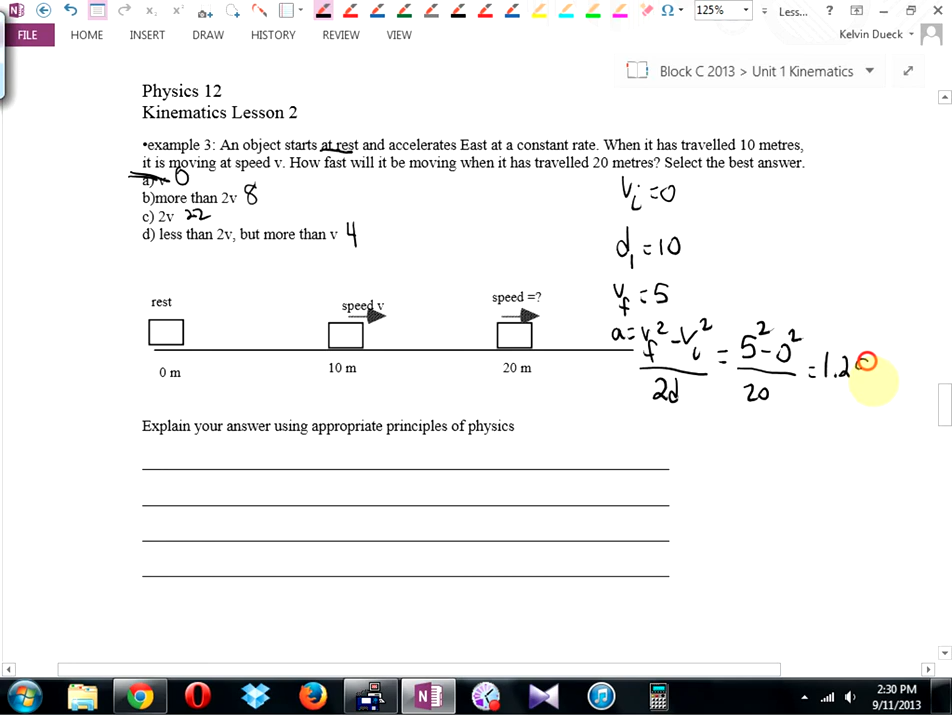 125%
Less...
?
FILE
HOME
INSERT
DRAW
HISTORY
REVIEW
VIEW
Kelvin Dueck
Block C 2013 > Unit 1 Kinematics
Physics 12
Kinematics Lesson 2
•example 3: An object starts at rest and accelerates East at a constant rate. When it has travelled 10 metres,
it is moving at speed v. How fast will it be moving when it has travelled 20 metres? Select the best answer.
a) v 0
b)more than 2v 8
c) 2v 22
d) less than 2v, but more than v 4
vi = 0
d1 = 10
vf = 5
a = vf² - vi² / 2d = 5² - 0² / 20 = 1.2
rest
speed v
speed =?
0 m
10 m
20 m
Explain your answer using appropriate principles of physics
2:30 PM
9/11/2013